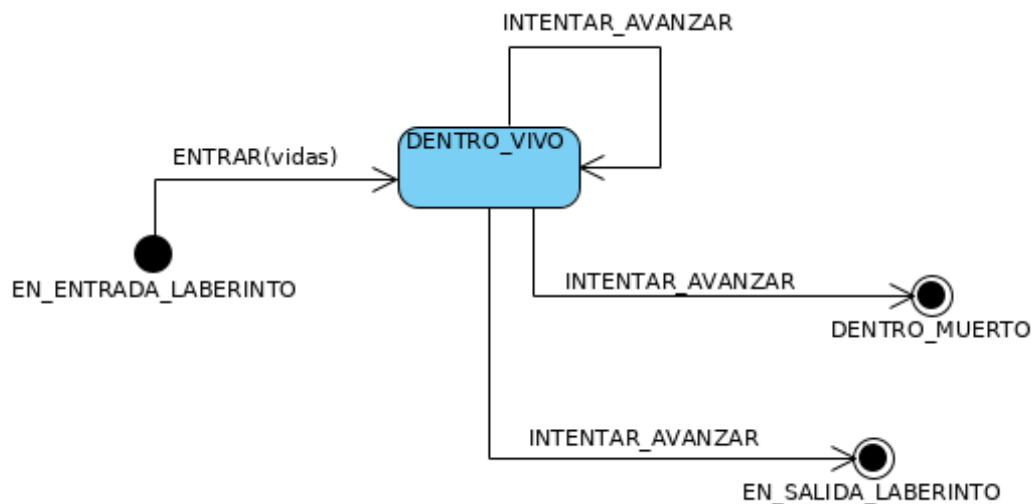 INTENTAR_AVANZAR
DENTRO_VIVO
ENTRAR(vidas)
EN_ENTRADA_LABERINTO
INTENTAR_AVANZAR
DENTRO_MUERTO
INTENTAR_AVANZAR
EN_SALIDA_LABERINTO